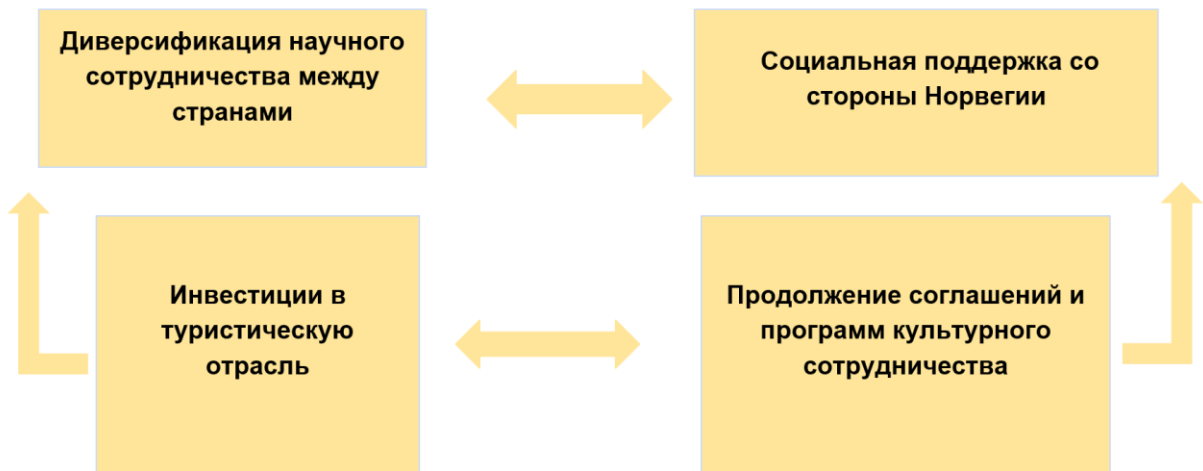 Диверсификация научного
сотрудничества между
странами
Социальная поддержка со
стороны Норвегии
Инвестиции в
туристическую
отрасль
Продолжение соглашений и
программ культурного
сотрудничества